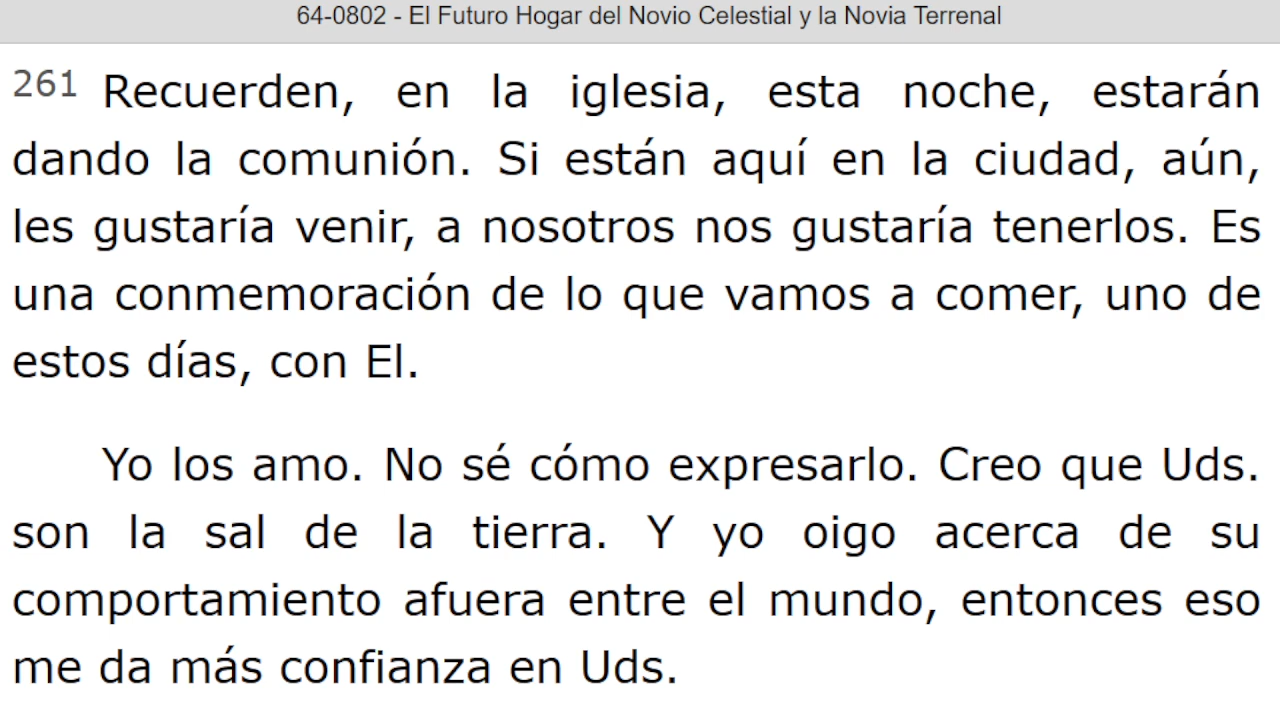 64-0802 - El Futuro Hogar del Novio Celestial y la Novia Terrenal
261 Recuerden, en la iglesia, esta noche, estarán
dando la comunión. Si están aquí en la ciudad, aún,
les gustaría venir, a nosotros nos gustaría tenerlos. Es
una conmemoración de lo que vamos a comer, uno de
estos días, con El.
Yo los amo. No sé cómo expresarlo. Creo que Uds.
son la sal de la tierra. Y yo oigo acerca de su
comportamiento afuera entre el mundo, entonces eso
me da más confianza en Uds.